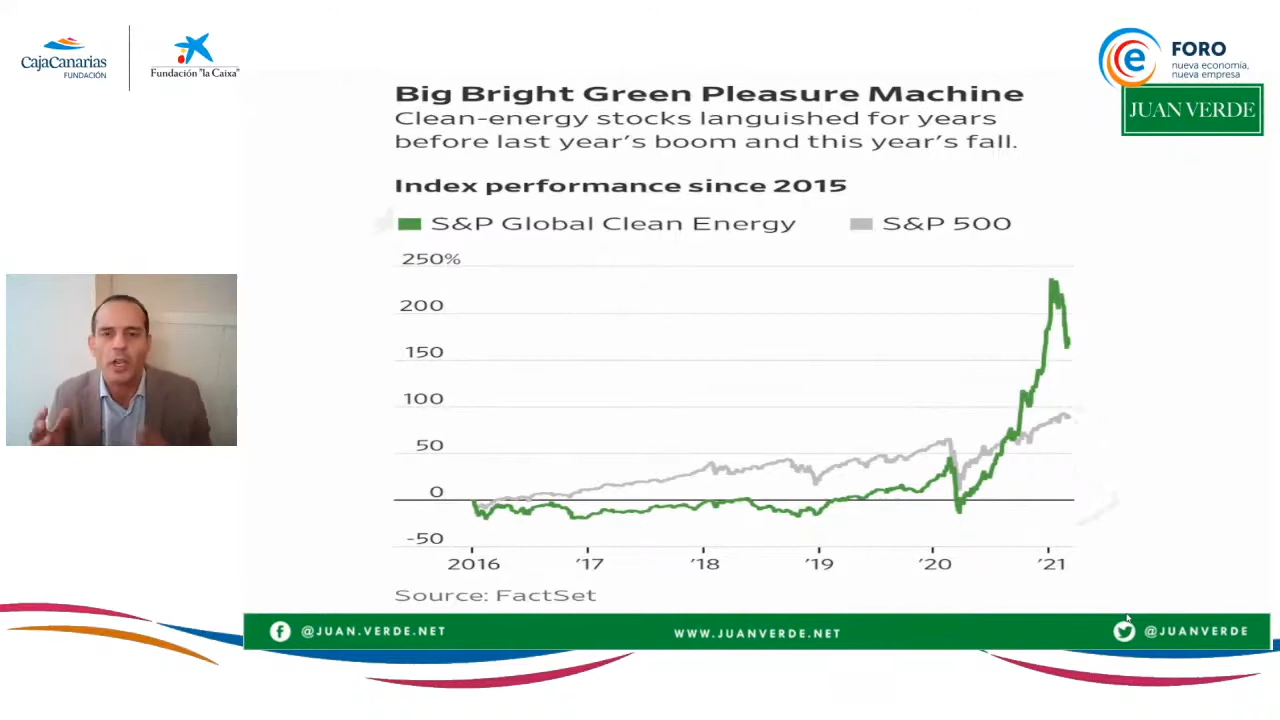 CajaCanarias
FUNDACIÓN
Fundación "la Caixa"
e
FORO
nueva economía,
nueva empresa
JUAN VERDE
Big Bright Green Pleasure Machine
Clean-energy stocks languished for years
before last year's boom and this year's fall.
Index performance since 2015
S&P Global Clean Energy
S&P 500
250%
200
150
100
50
0
-50
2016
'17
'18
'19
'20
'21
Source: FactSet
f @JUAN.VERDE.NET
WWW.JUANVERDE.NET
@JUANVERDE